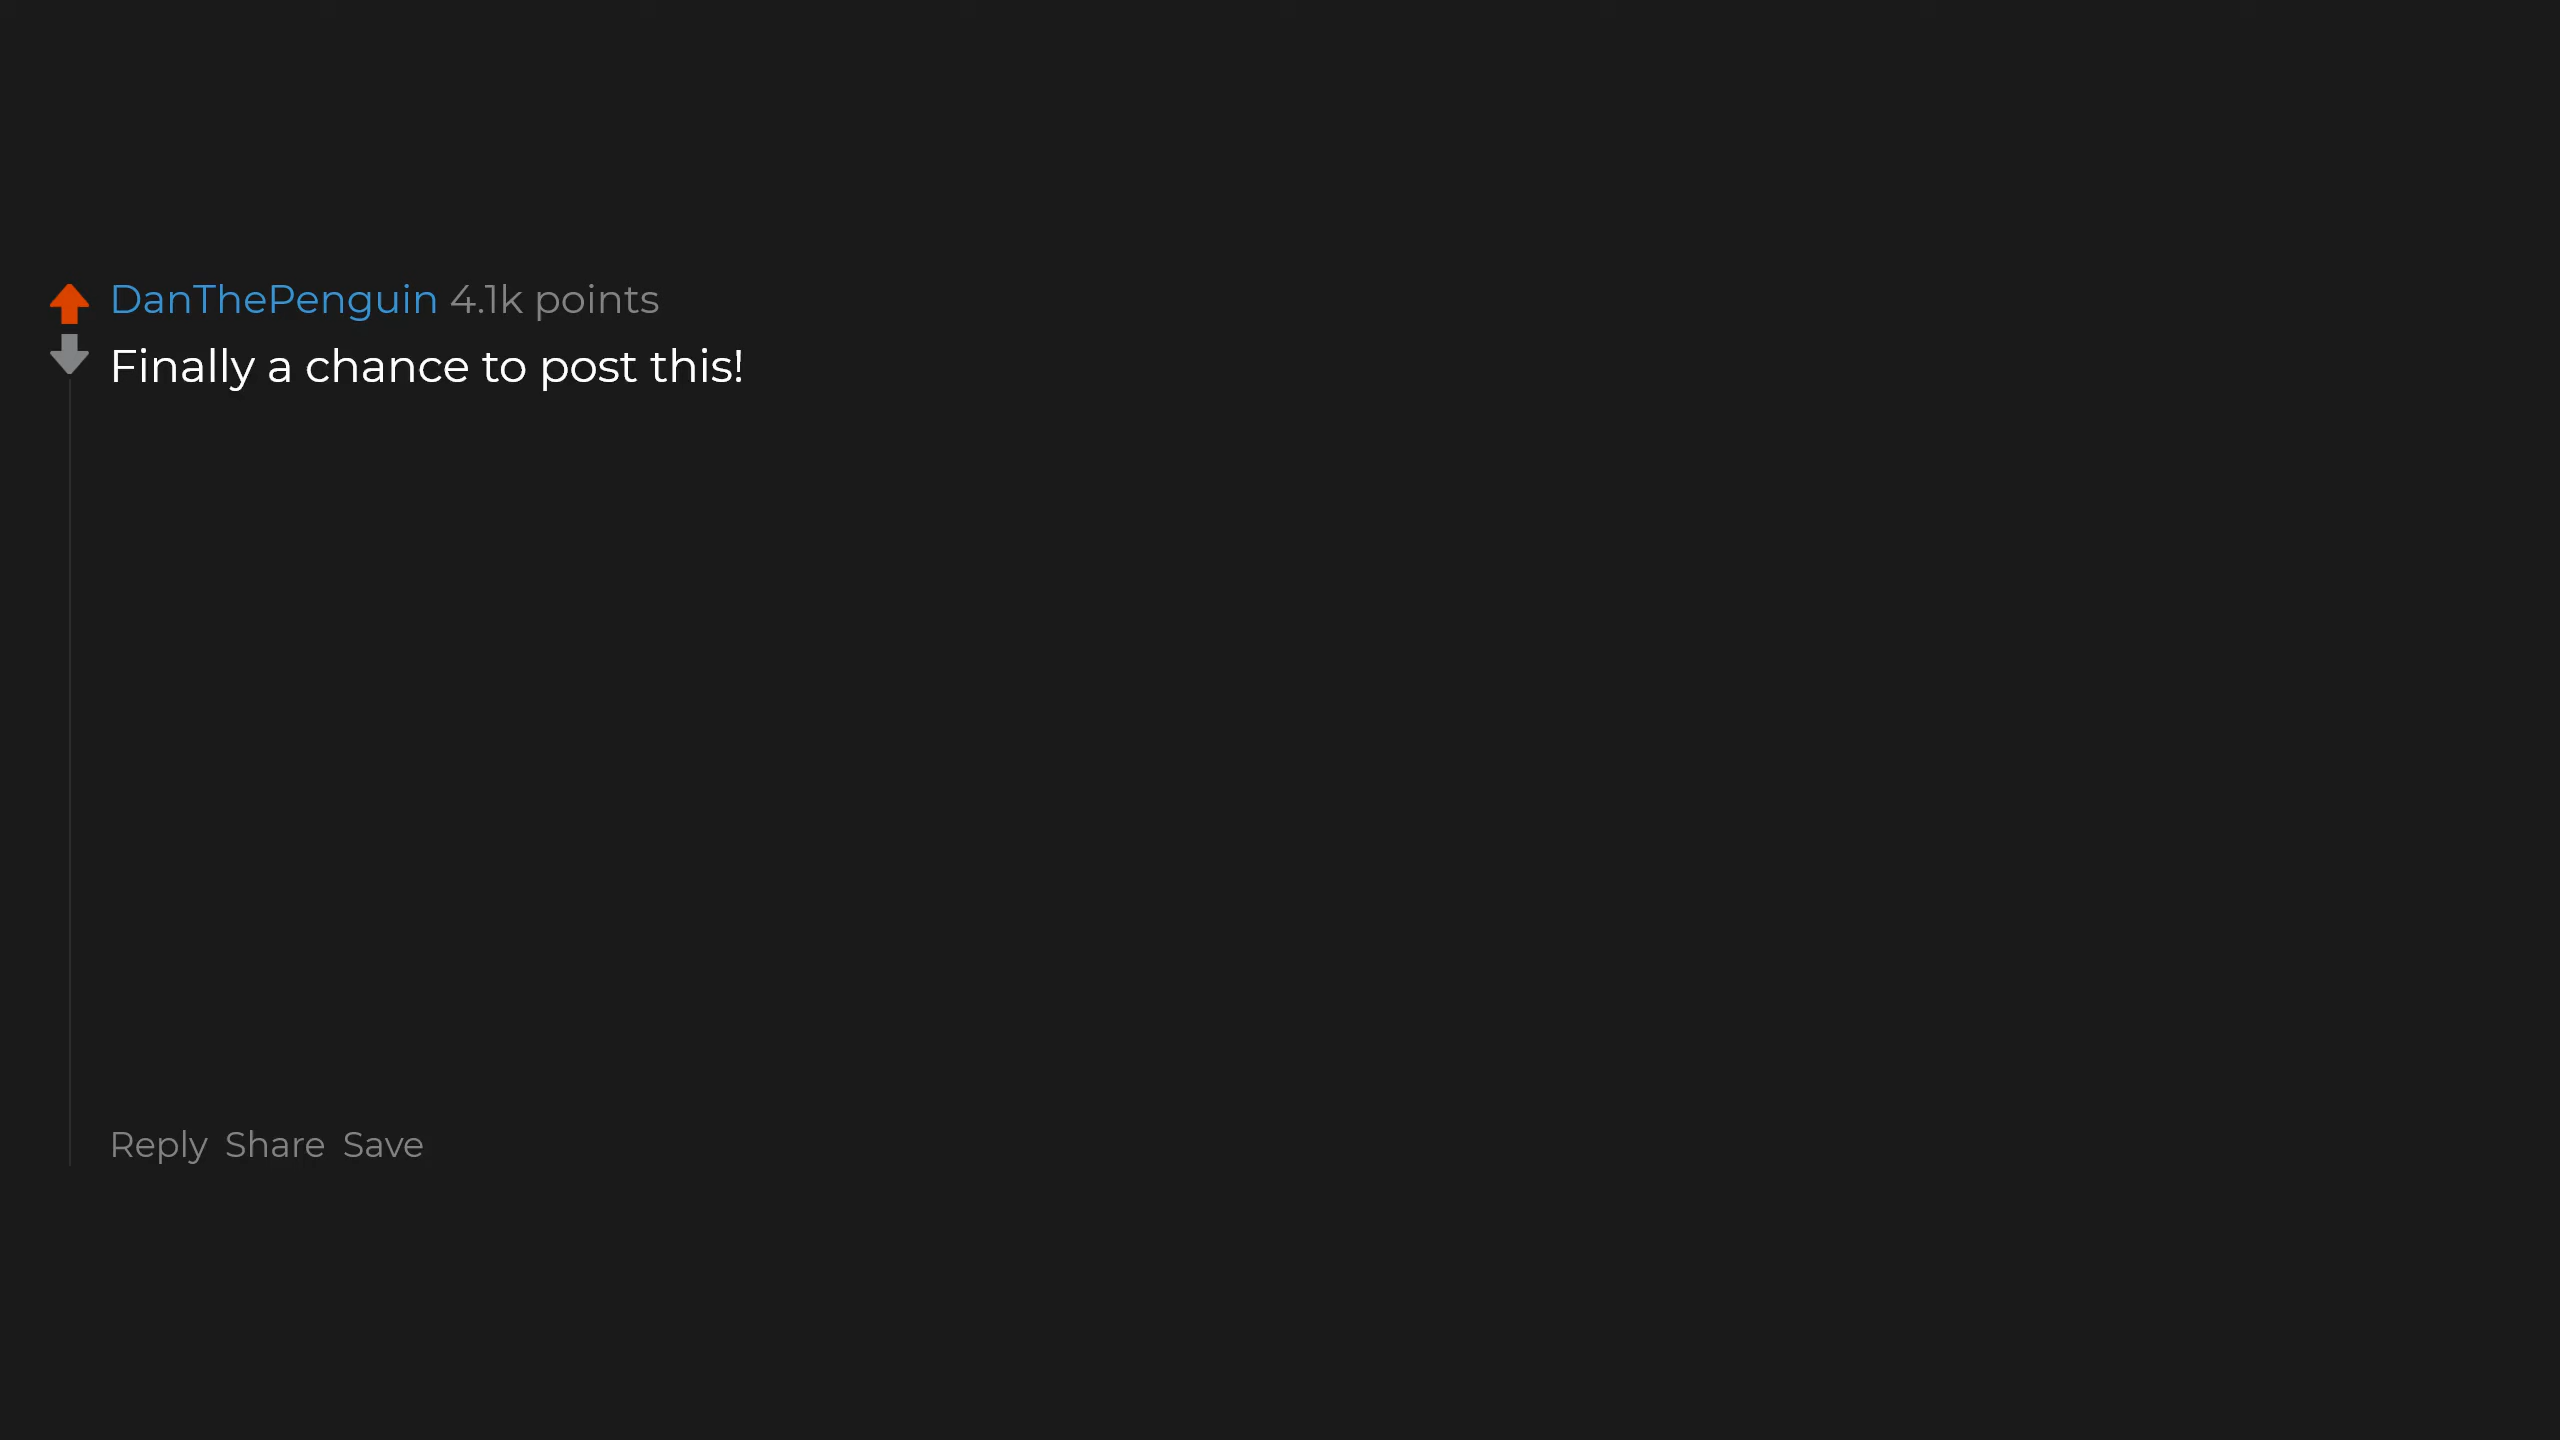 DanThePenguin 4.1k points
Finally a chance to post this!
Reply Share Save